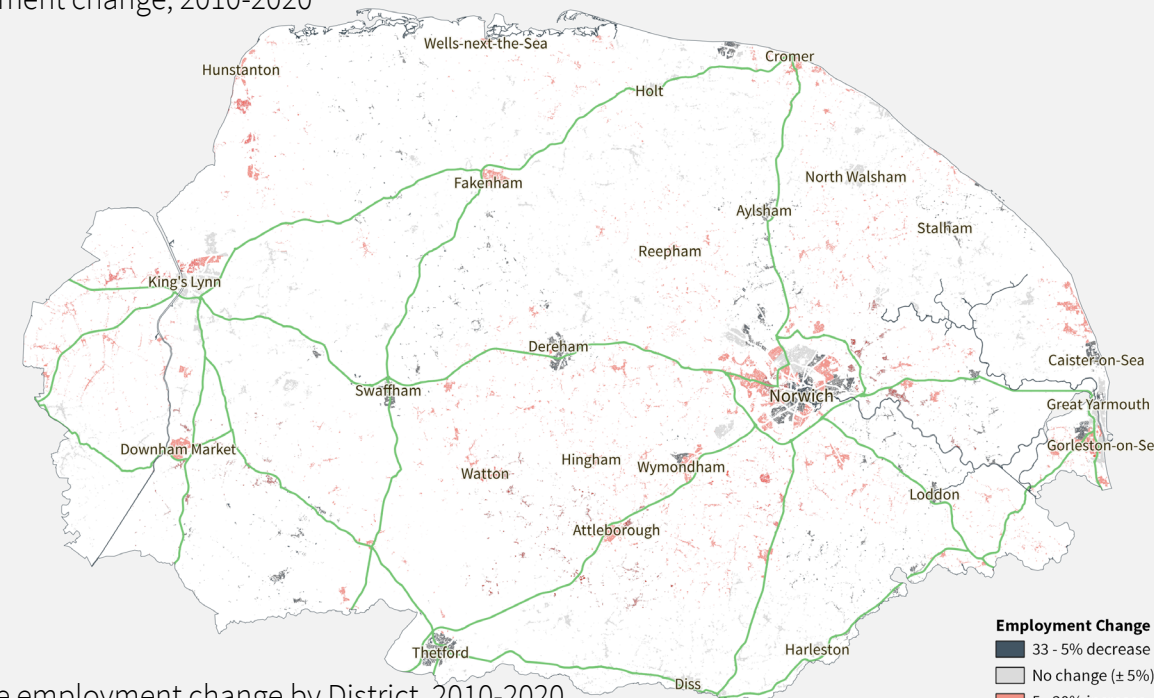 ment change, 2010-2020
Wells-next-the-Sea
Cromer
Hunstanton
Holt
North Walsham
Fakenham
Aylsham
Stalham
Reepham
King's Lynn
Dereham
Caister-on-Sea
Swaffham
Norwich
Great Yarmouth
Downham Market
Gorleston-on-Se
Hingham
Wymondham
Watton
Loddon
Attleborough
Employment Change
33 - 5% decrease
Harleston
Thetford
No change (± 5%)
Diss
e employment change by District, 2010-2020